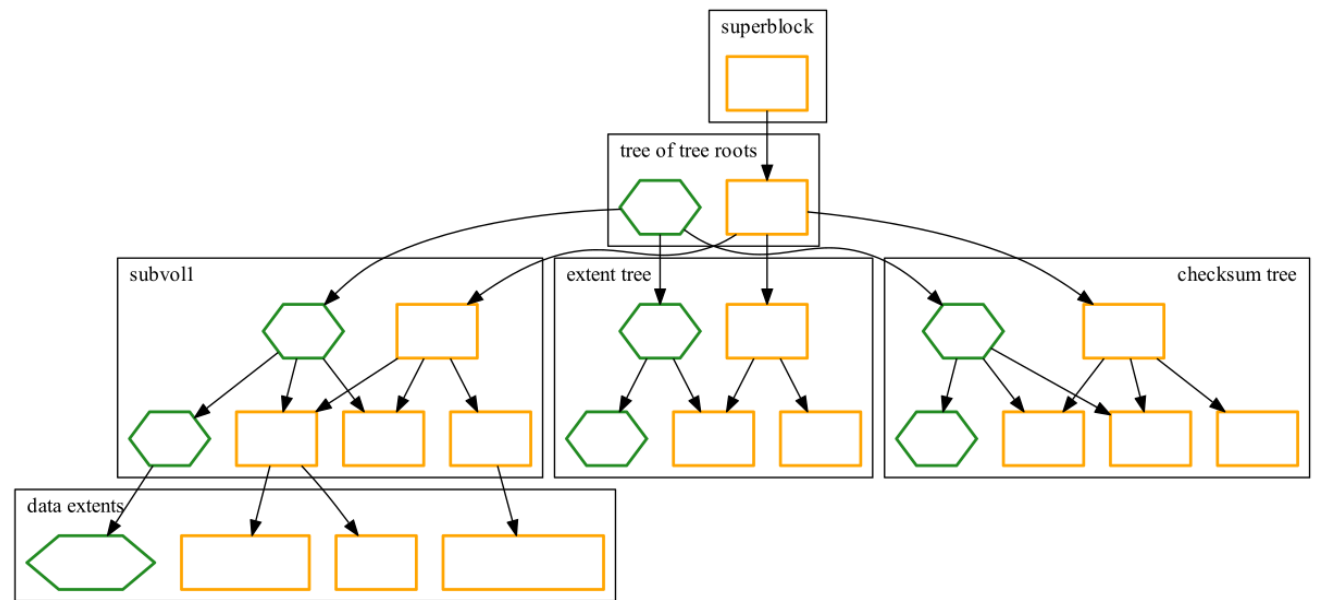 superblock
tree of tree roots
subvol1
extent tree
checksum tree
data extents